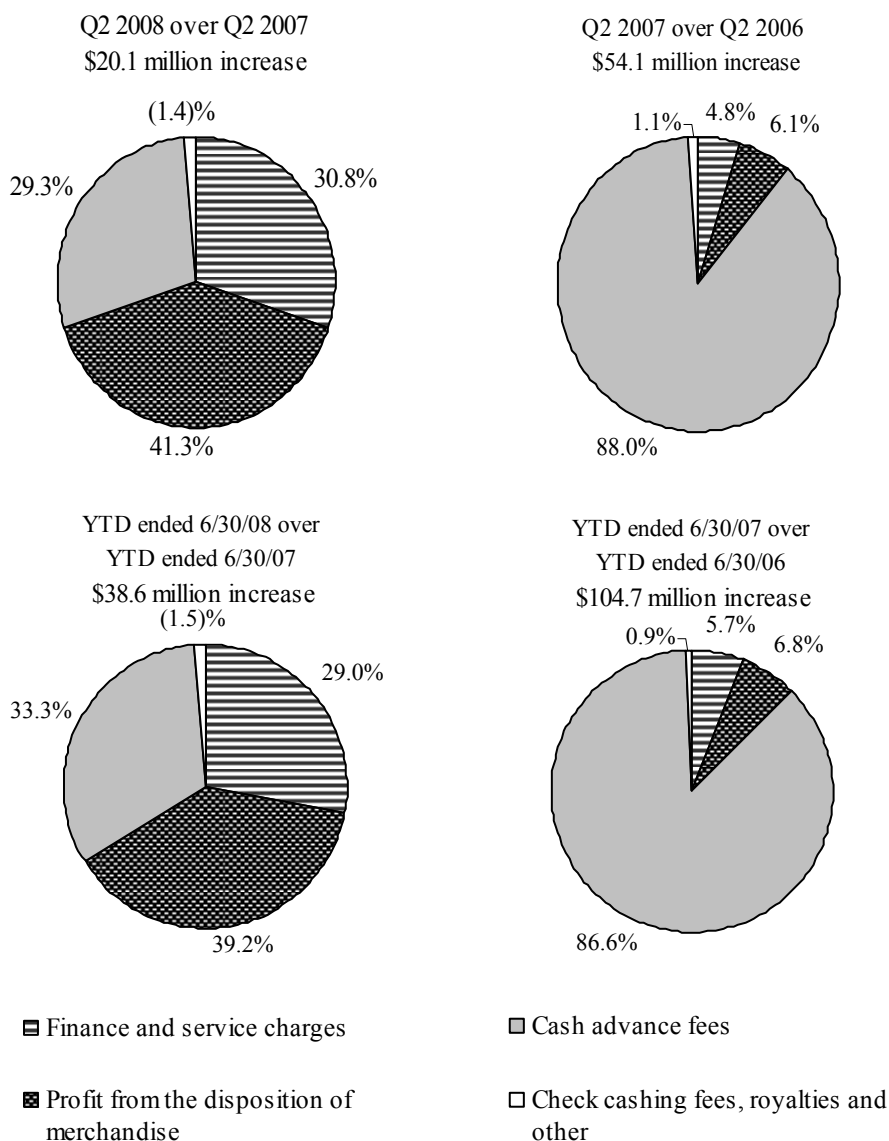 Q2 2008 over Q2 2007
$20.1 million increase
(1.4)%
30.8%
29.3%
41.3%
Q2 2007 over Q2 2006
$54.1 million increase
1.1%
4.8%
6.1%
88.0%
YTD ended 6/30/08 over
YTD ended 6/30/07
$38.6 million increase
(1.5)%
29.0%
33.3%
39.2%
YTD ended 6/30/07 over
YTD ended 6/30/06
$104.7 million increase
0.9%
5.7%
6.8%
86.6%
Finance and service charges
Cash advance fees
Profit from the disposition of
merchandise
Check cashing fees, royalties and
other